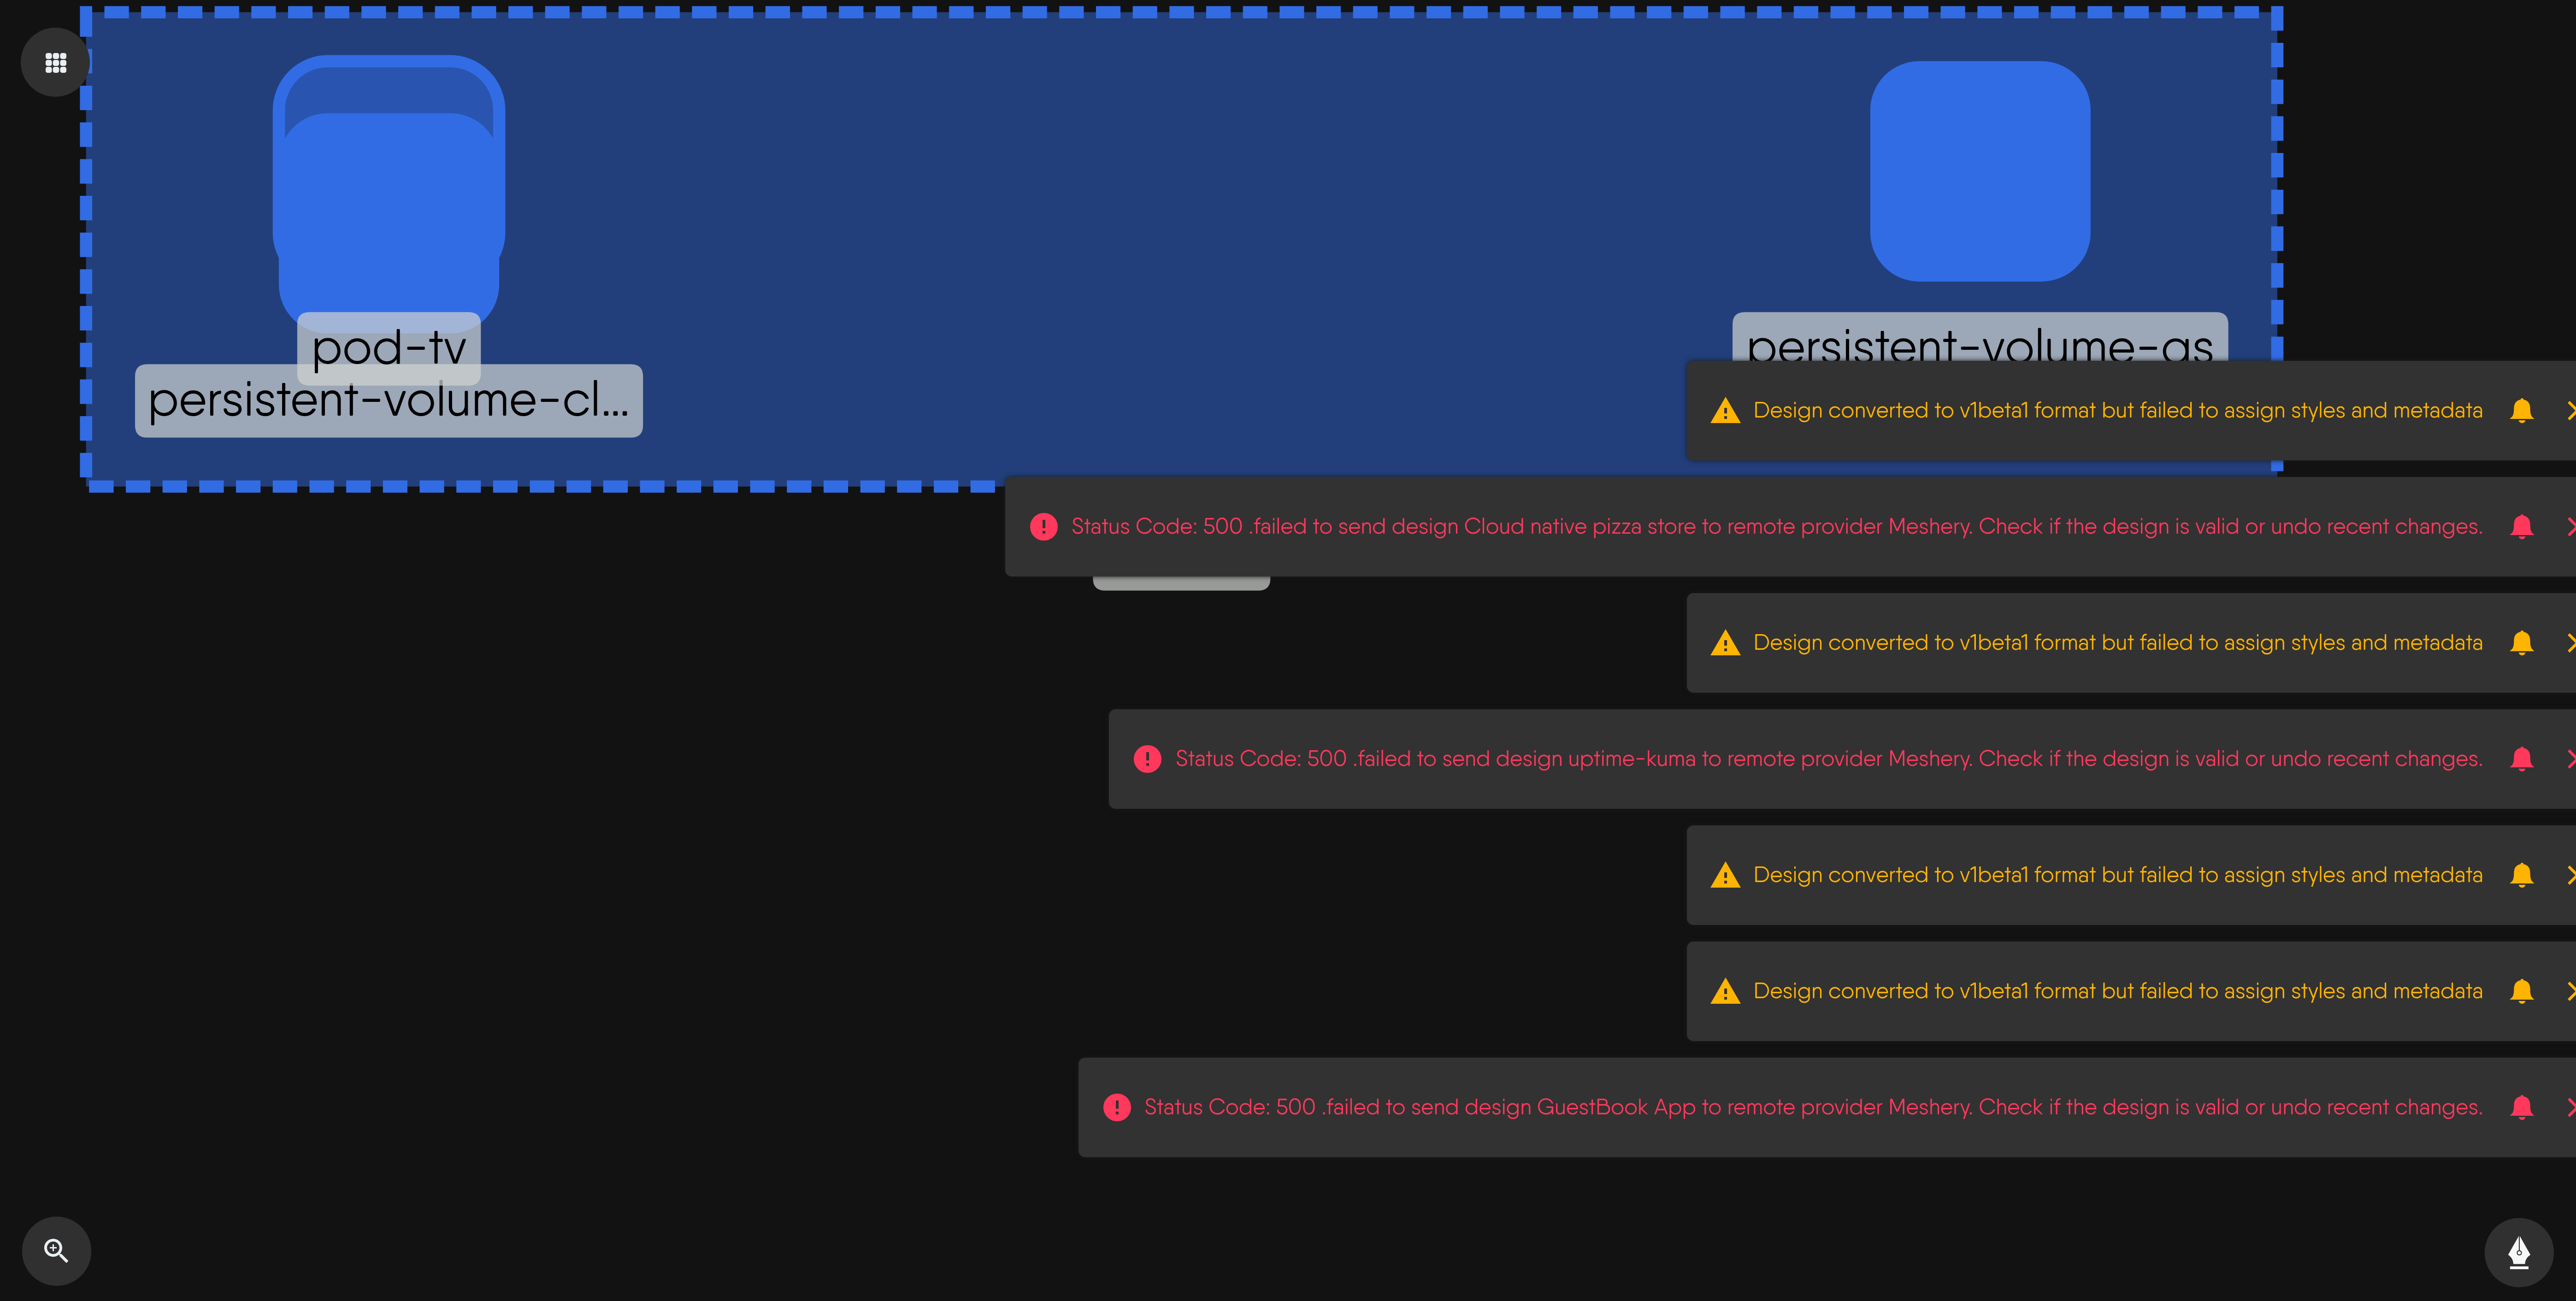 pod-tv
persistent-volume-cl...
persistent-volume-as
Design converted to v1beta1 format but failed to assign styles and metadata
Status Code: 500 .failed to send design Cloud native pizza store to remote provider Meshery. Check if the design is valid or undo recent changes.
Design converted to v1beta1 format but failed to assign styles and metadata
Status Code: 500 .failed to send design uptime-kuma to remote provider Meshery. Check if the design is valid or undo recent changes.
Design converted to v1beta1 format but failed to assign styles and metadata
Design converted to v1beta1 format but failed to assign styles and metadata
Status Code: 500 .failed to send design GuestBook App to remote provider Meshery. Check if the design is valid or undo recent changes.